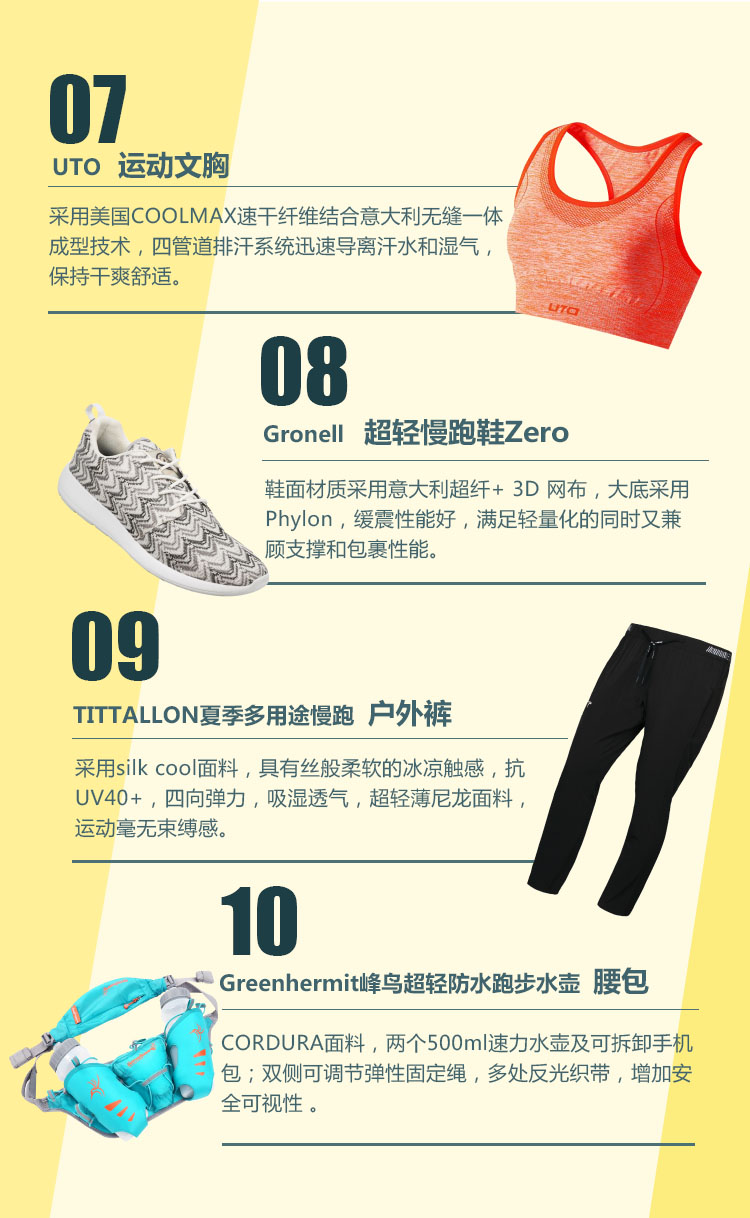 07
UTO 运动文胸
采用美国COOLMAX速干纤维结合意大利无缝一体
成型技术，四管道排汗系统迅速导离汗水和湿气，
保持干爽舒适。
UTO
08
Gronell 超轻慢跑鞋Zero
鞋面材质采用意大利超纤+ 3D 网布，大底采用
Phylon，缓震性能好，满足轻量化的同时又兼
顾支撑和包裹性能。
09
TITTALLON夏季多用途慢跑 户外裤
采用silk cool面料，具有丝般柔软的冰凉触感，抗
UV40+，四向弹力，吸湿透气，超轻薄尼龙面料，
运动毫无束缚感。
10
Greenhermit峰鸟超轻防水跑步水壶 腰包
CORDURA面料，两个500ml速力水壶及可拆卸手机
包；双侧可调节弹性固定绳，多处反光织带，增加安
全可视性 。